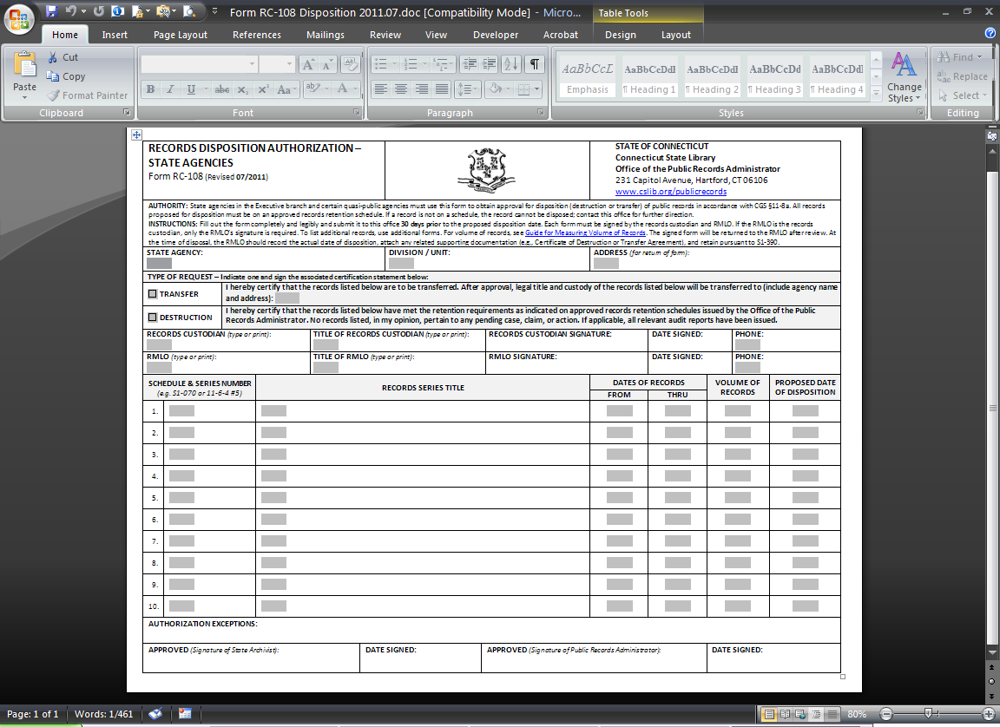 Form RC-108 Disposition 2011.07.doc [Compatibility Mode] - Micro...
Table Tools
Home Insert Page Layout References Mailings Review View Developer Acrobat Design Layout
Paste
Cut
Copy
Format Painter
Clipboard
B I U abc x₂ x² Aa A
Font
Paragraph
AaBbCcL AaBbCcDdI AaBbCcDdI AaBbCcDd AaBbCcDdI
Emphasis ¶ Heading 1 ¶ Heading 2 ¶ Heading 3 ¶ Heading 4
Change Styles
Styles
Find
Replace
Select
Editing
RECORDS DISPOSITION AUTHORIZATION –
STATE AGENCIES
Form RC-108 (Revised 07/2011)
STATE OF CONNECTICUT
Connecticut State Library
Office of the Public Records Administrator
231 Capitol Avenue, Hartford, CT 06106
www.cslib.org/publicrecords
AUTHORITY: State agencies in the Executive branch and certain quasi-public agencies must use this form to obtain approval for disposition (destruction or transfer) of public records in accordance with CGS §11-8a. All records
proposed for disposition must be on an approved records retention schedule. If a record is not on a schedule, the record cannot be disposed; contact this office for further direction.
INSTRUCTIONS: Fill out the form completely and legibly and submit it to this office 30 days prior to the proposed disposition date. Each form must be signed by the records custodian and RMLO. If the RMLO is the records
custodian, only the RMLO's signature is required. To list additional records, use additional forms. For volume of records, see Guide for Measuring Volume of Records. The signed form will be returned to the RMLO after review. At
the time of disposal, the RMLO should record the actual date of disposition, attach any related supporting documentation (e.g., Certificate of Destruction or Transfer Agreement), and retain pursuant to S1-390.
STATE AGENCY: DIVISION / UNIT: ADDRESS (for return of form):
TYPE OF REQUEST – Indicate one and sign the associated certification statement below:
TRANSFER
I hereby certify that the records listed below are to be transferred. After approval, legal title and custody of the records listed below will be transferred to (include agency name
and address):
DESTRUCTION
I hereby certify that the records listed below have met the retention requirements as indicated on approved records retention schedules issued by the Office of the Public
Records Administrator. No records listed, in my opinion, pertain to any pending case, claim, or action. If applicable, all relevant audit reports have been issued.
RECORDS CUSTODIAN (type or print): TITLE OF RECORDS CUSTODIAN (type or print): RECORDS CUSTODIAN SIGNATURE: DATE SIGNED: PHONE:
RMLO (type or print): TITLE OF RMLO (type or print): RMLO SIGNATURE: DATE SIGNED: PHONE:
SCHEDULE & SERIES NUMBER
(e.g. S1-070 or 11-6-4 #5)
RECORDS SERIES TITLE
DATES OF RECORDS
FROM THRU
VOLUME OF
RECORDS
PROPOSED DATE
OF DISPOSITION
1.
2.
3.
4.
5.
6.
7.
8.
9.
10.
AUTHORIZATION EXCEPTIONS:
APPROVED (Signature of State Archivist): DATE SIGNED: APPROVED (Signature of Public Records Administrator): DATE SIGNED:
Page: 1 of 1 Words: 1/461 80%